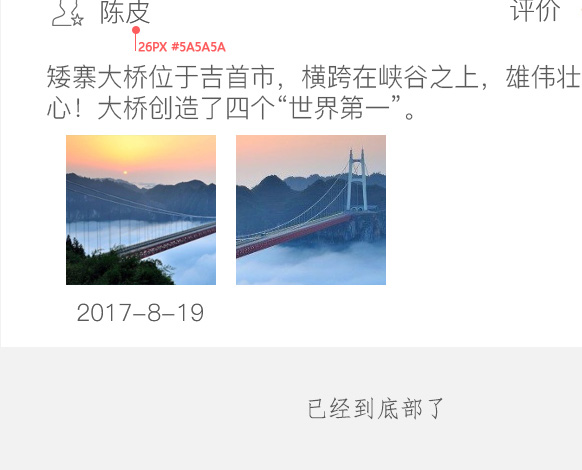 陈皮
评价
26PX #5A5A5A
矮寨大桥位于吉首市，横跨在峡谷之上，雄伟壮
心！大桥创造了四个“世界第一”。
2017-8-19
已经到底部了